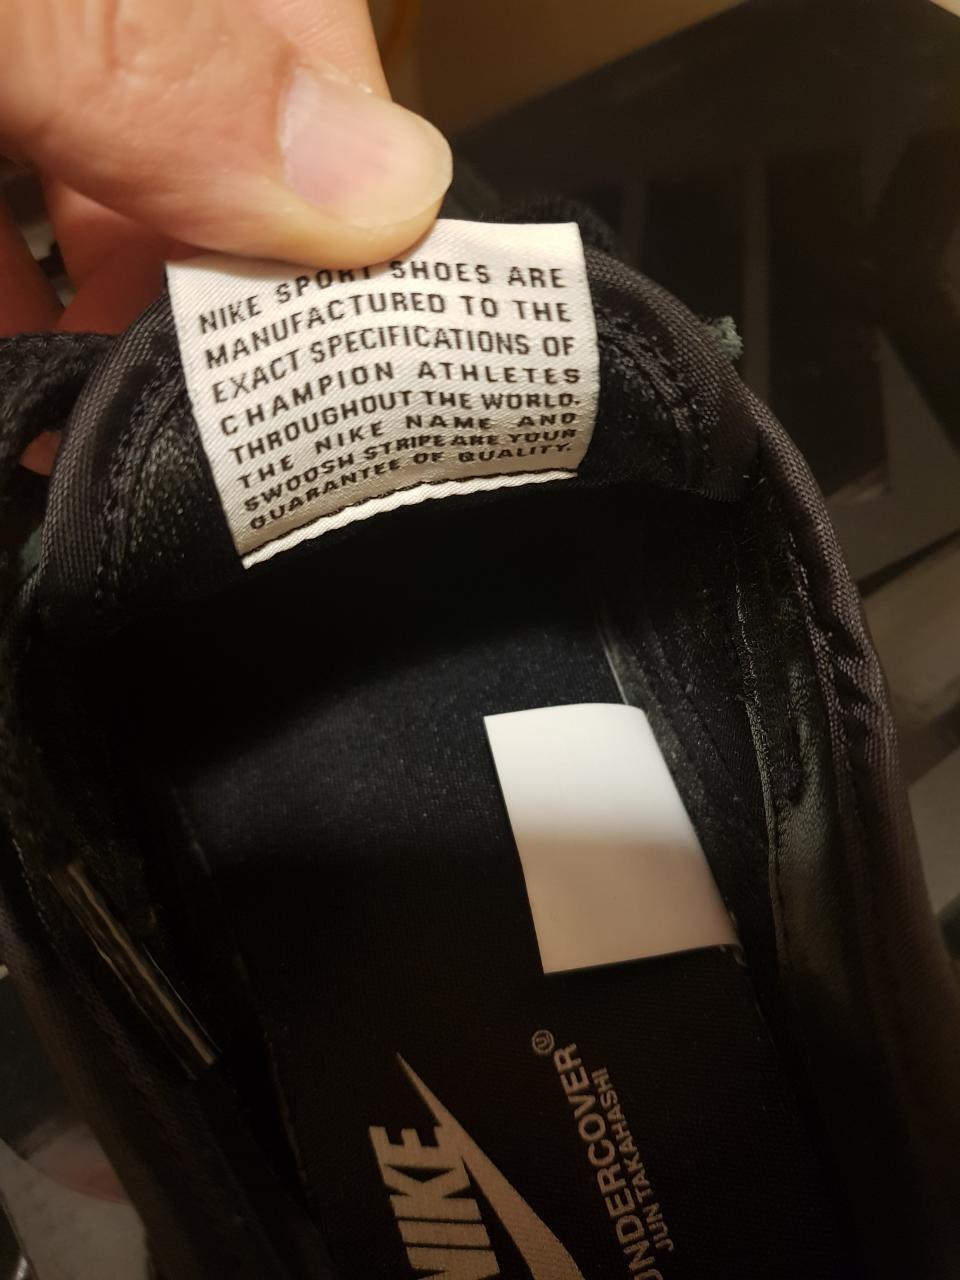 NIKE SPORT SHOES ARE
MANUFACTURED TO THE
EXACT SPECIFICATIONS OF
CHAMPION ATHLETES
THROUGHOUT THE WORLD.
THE NIKE NAME AND
SWOOSH STRIPE ARE YOUR
GUARANTEE OF QUALITY.
NIKE
UNDERCOVER
JUN TAKAHASHI